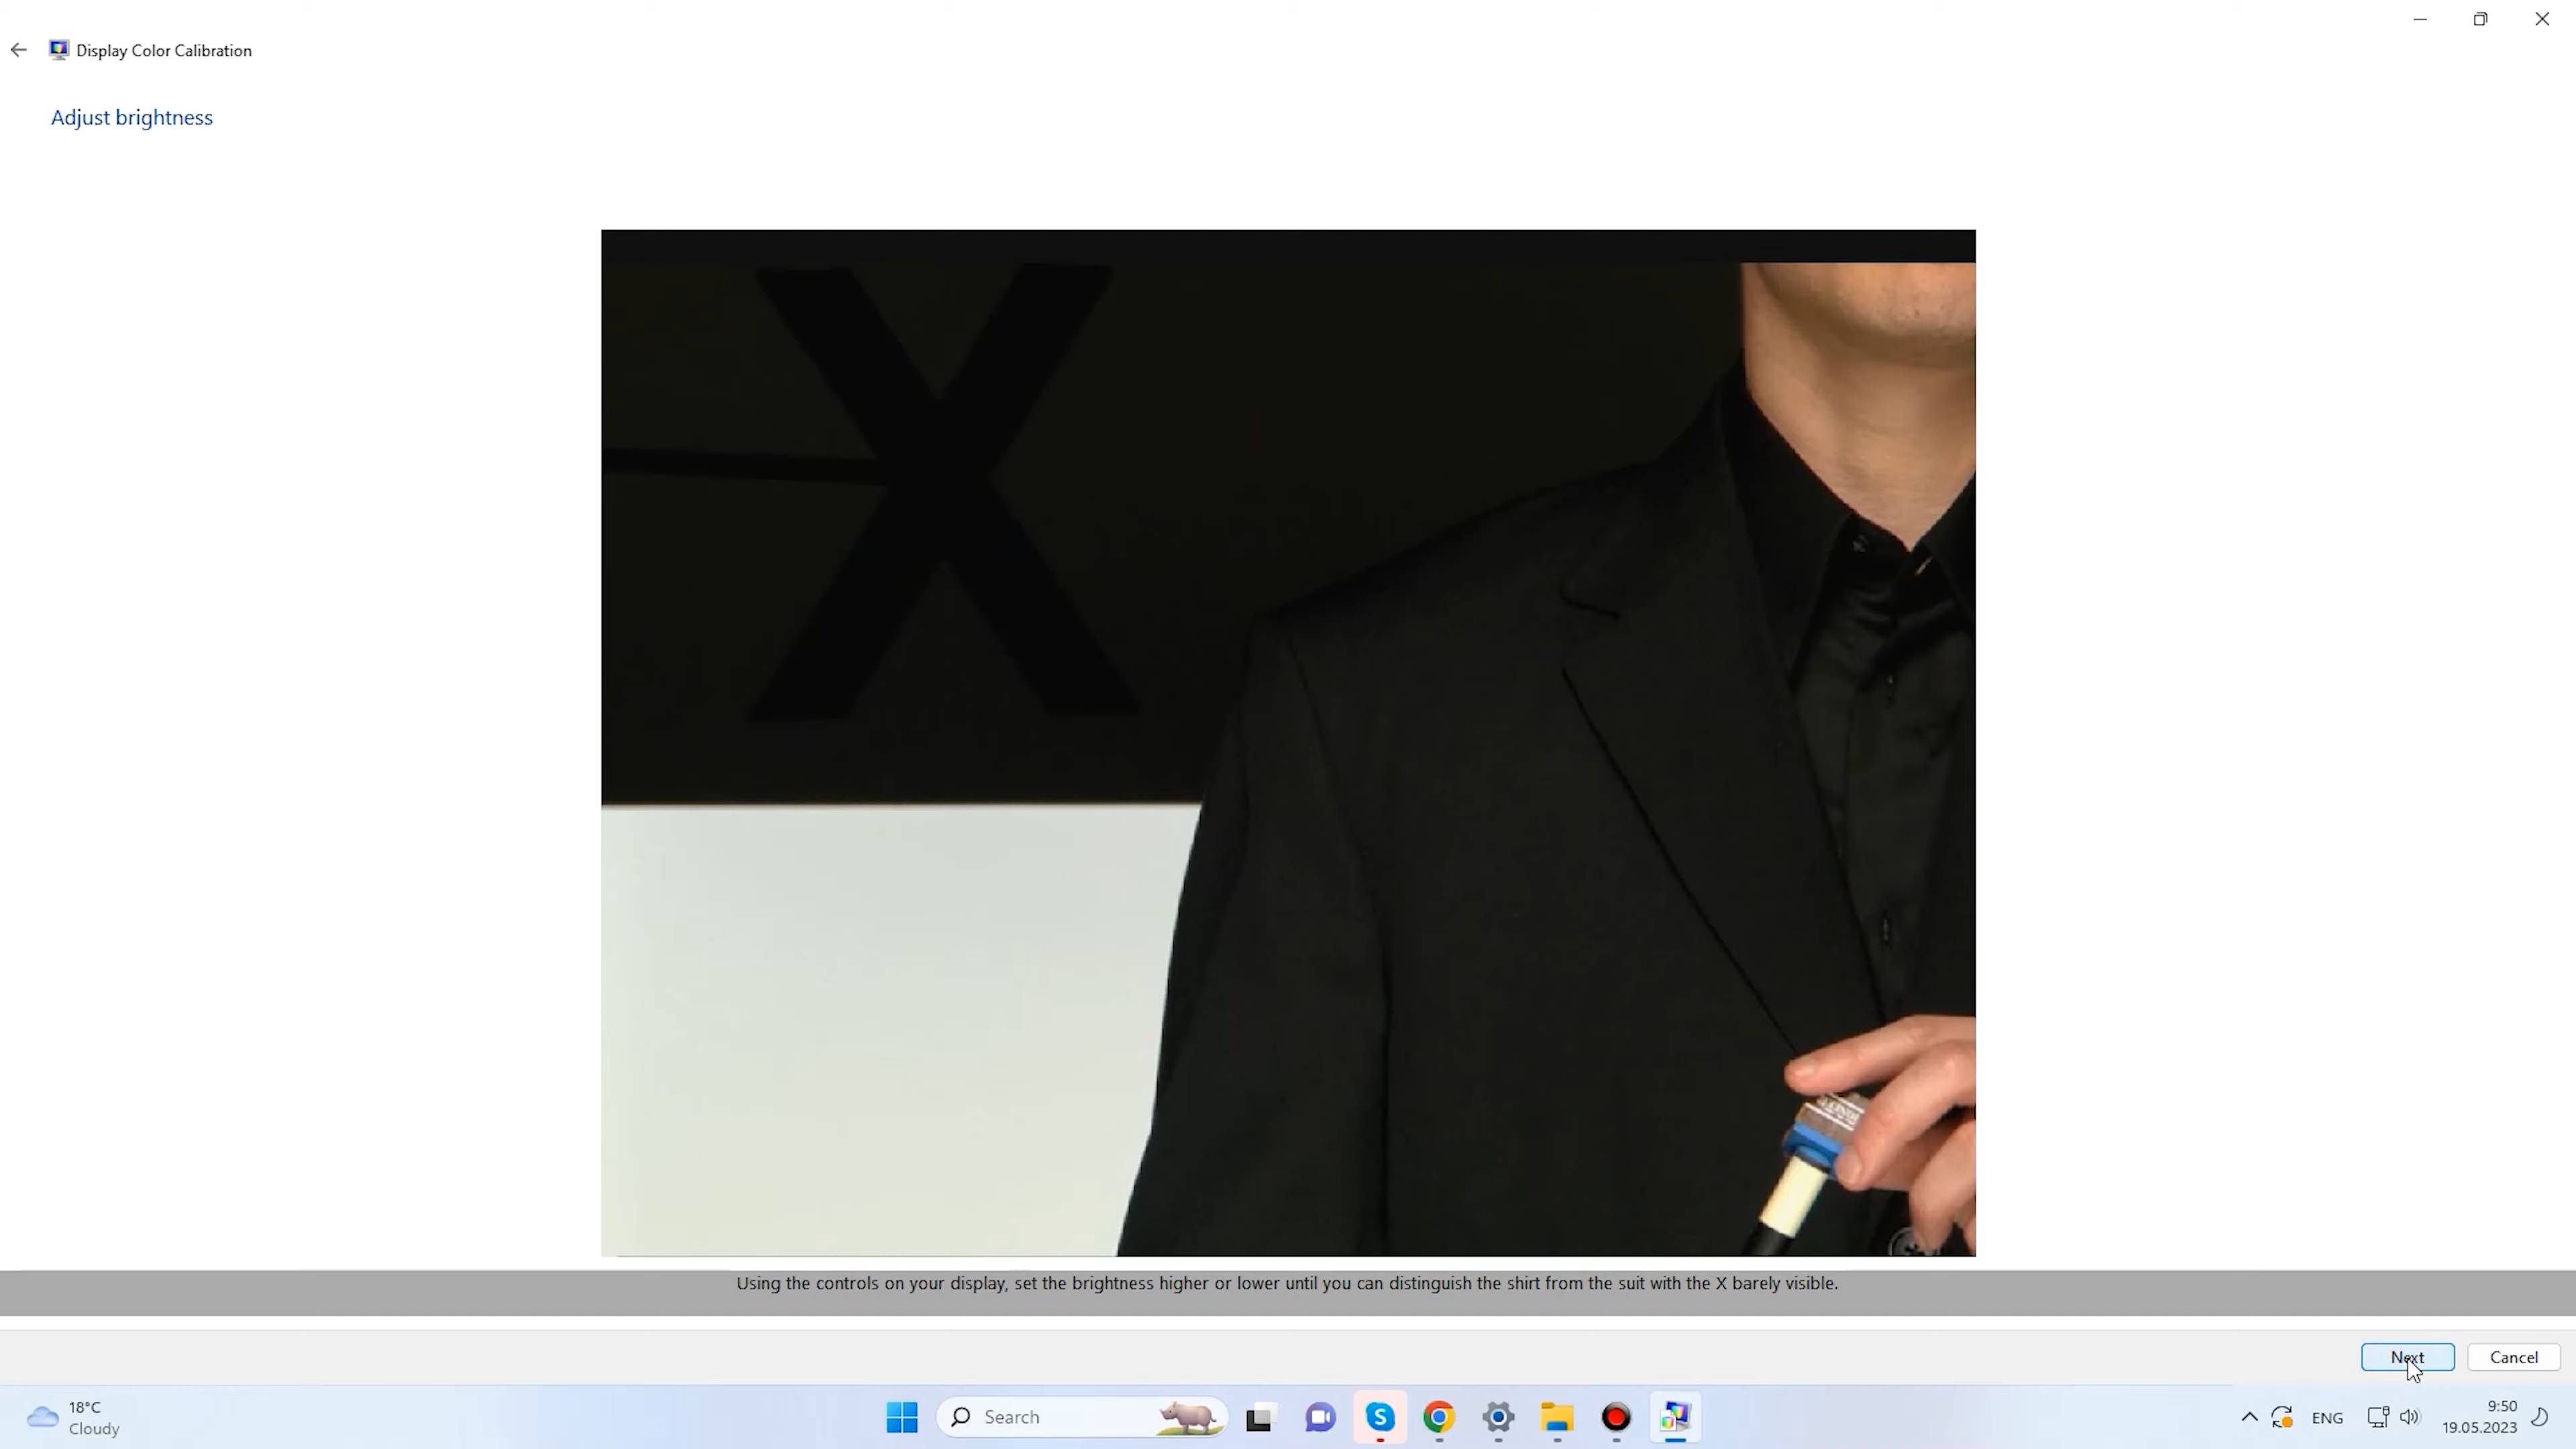 Display Color Calibration
Adjust brightness
X
Using the controls on your display, set the brightness higher or lower until you can distinguish the shirt from the suit with the X barely visible.
Next
Cancel
18°C
Cloudy
Search
ENG
9:50
19.05.2023